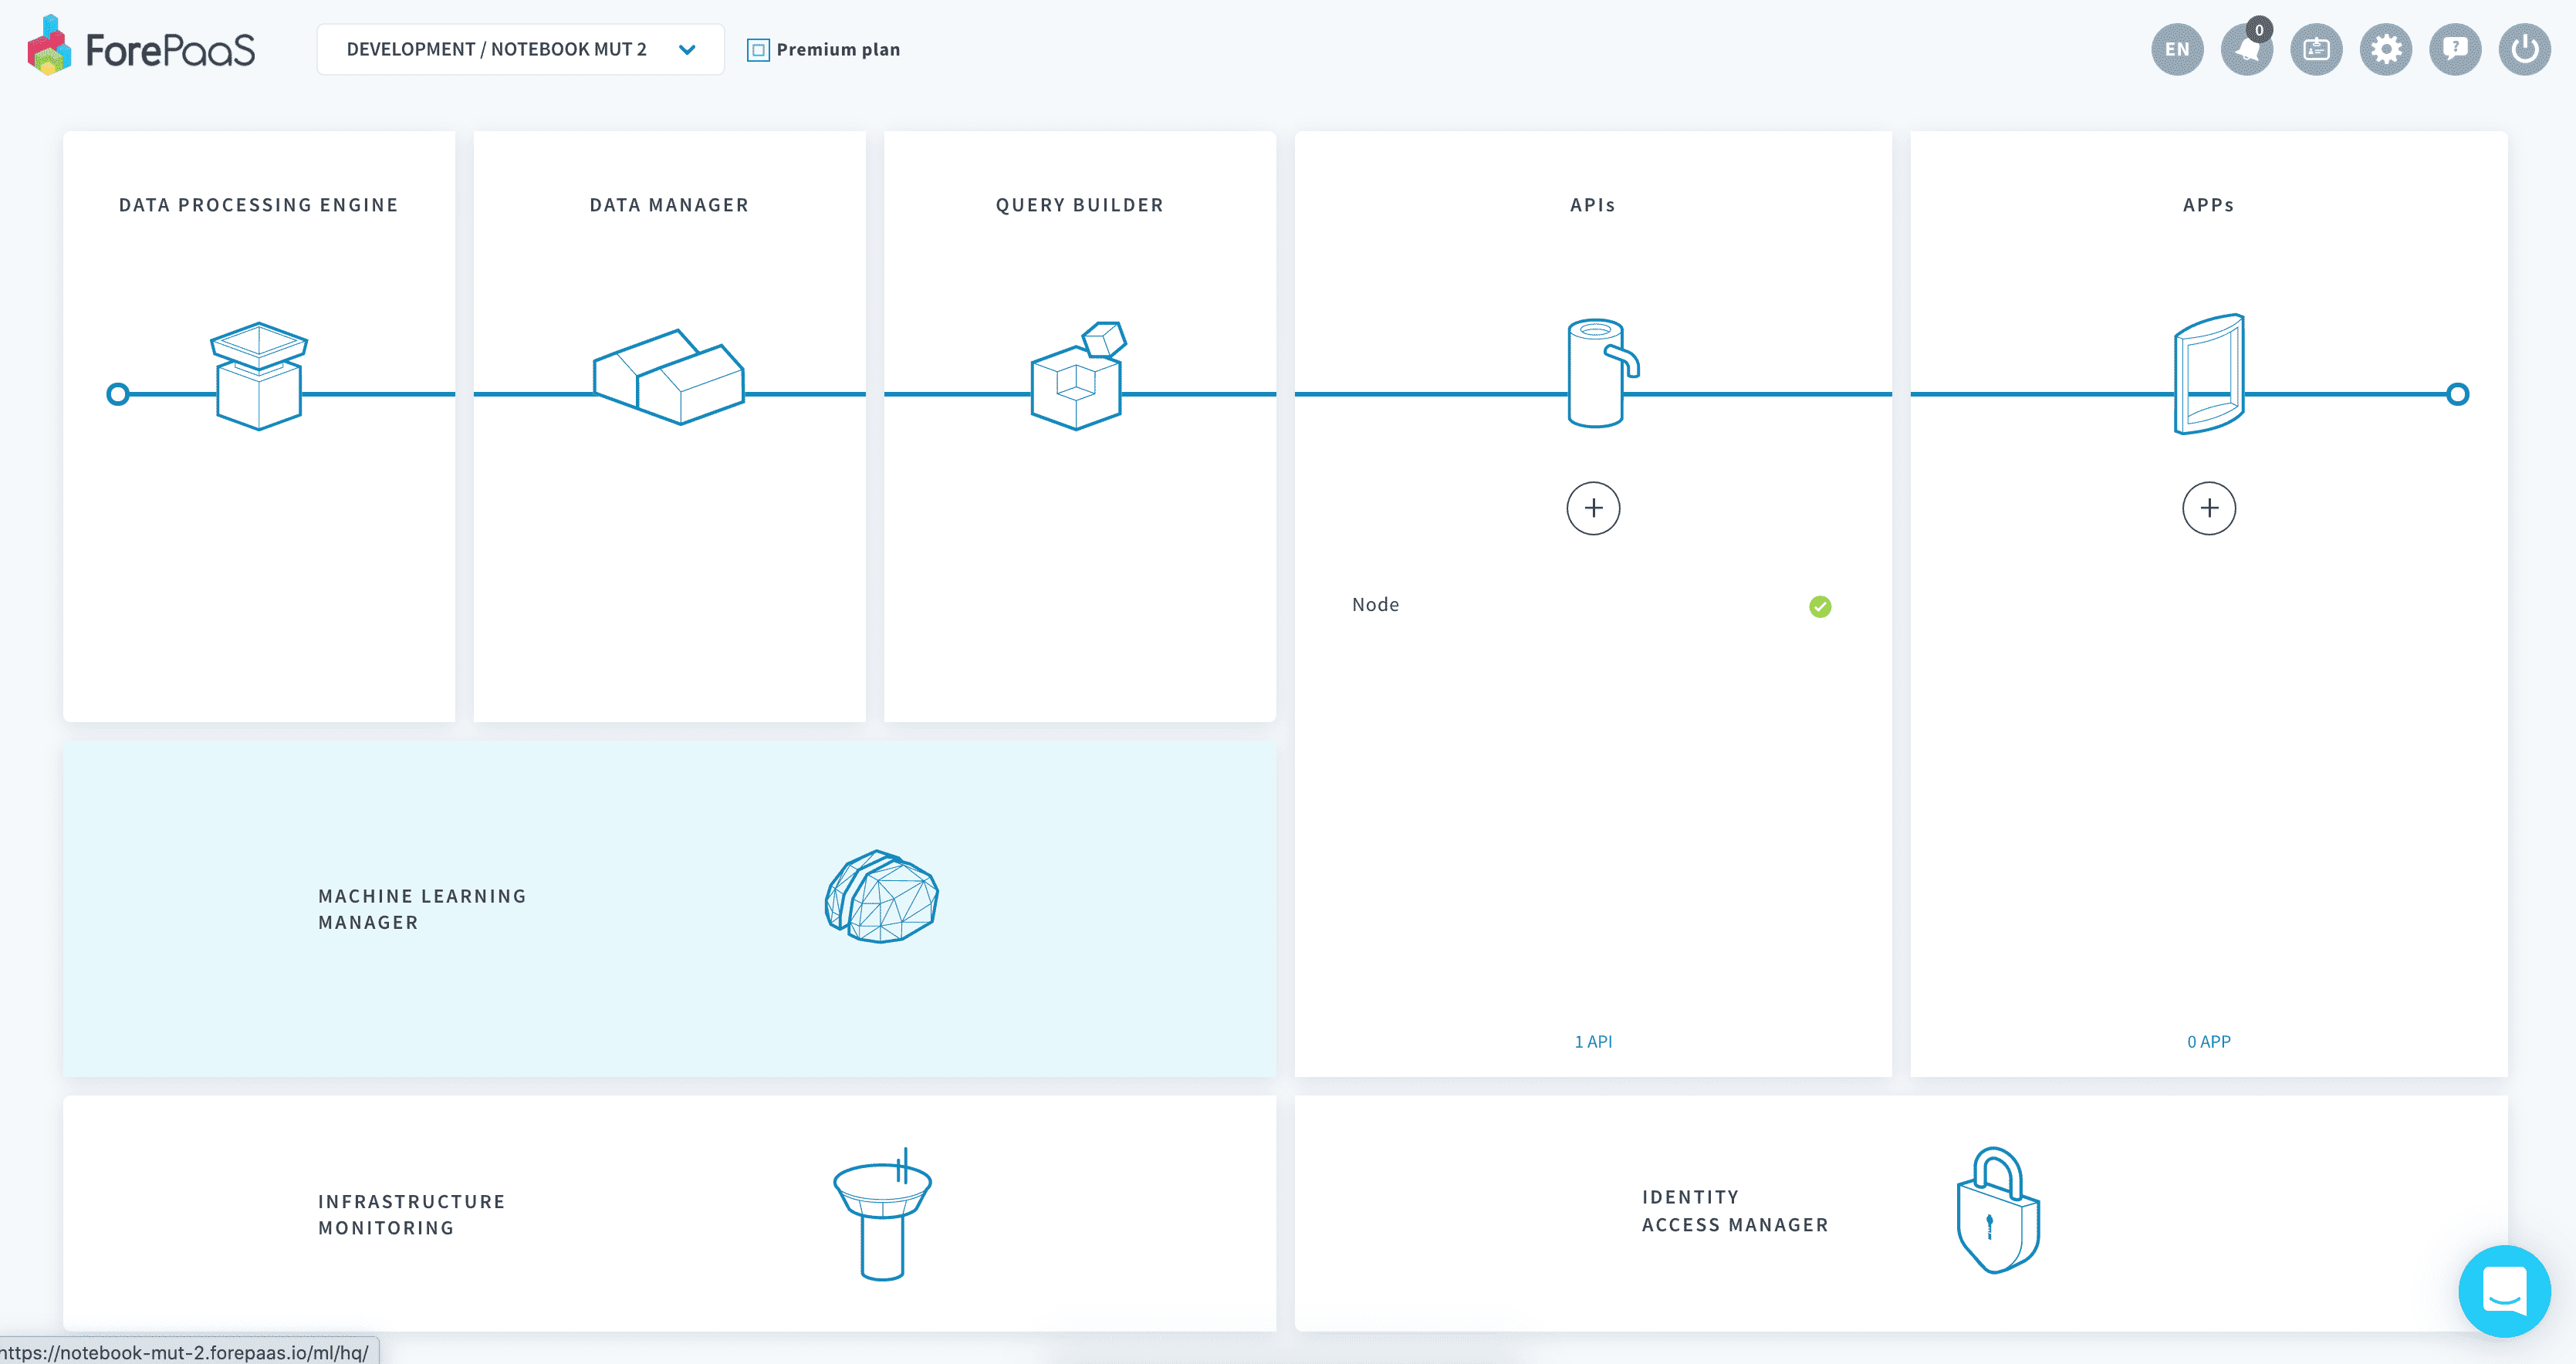 ForePaaS
DEVELOPMENT / NOTEBOOK MUT 2
Premium plan
EN
0
?
DATA PROCESSING ENGINE
DATA MANAGER
QUERY BUILDER
APIs
APPs
Node
MACHINE LEARNING
MANAGER
1 API
0 APP
INFRASTRUCTURE
MONITORING
IDENTITY
ACCESS MANAGER
https://notebook-mut-2.forepaas.io/ml/hq/